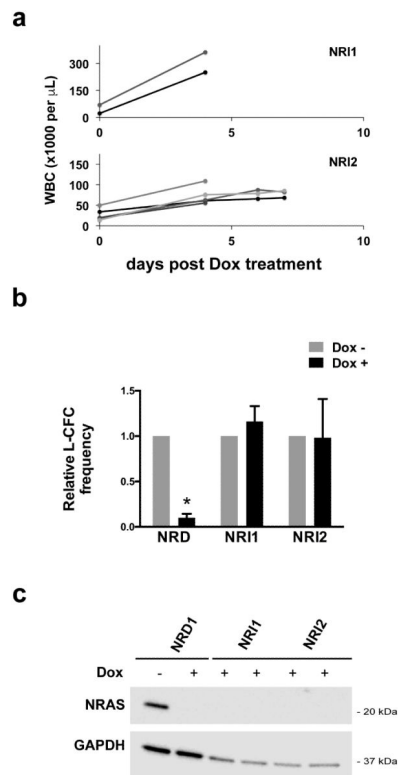 a
NRI1
300
150
0
0
5
10
WBC (x1000 per µL)
NRI2
150
100
50
0
0
5
10
days post Dox treatment
b
Dox -
Dox +
1.5
1.0
0.5
0.0
Relative L-CFC
frequency
*
NRD
NRI1
NRI2
c
NRD1
NRI1
NRI2
Dox - + + + + +
NRAS
- 20 kDa
GAPDH
- 37 kDa